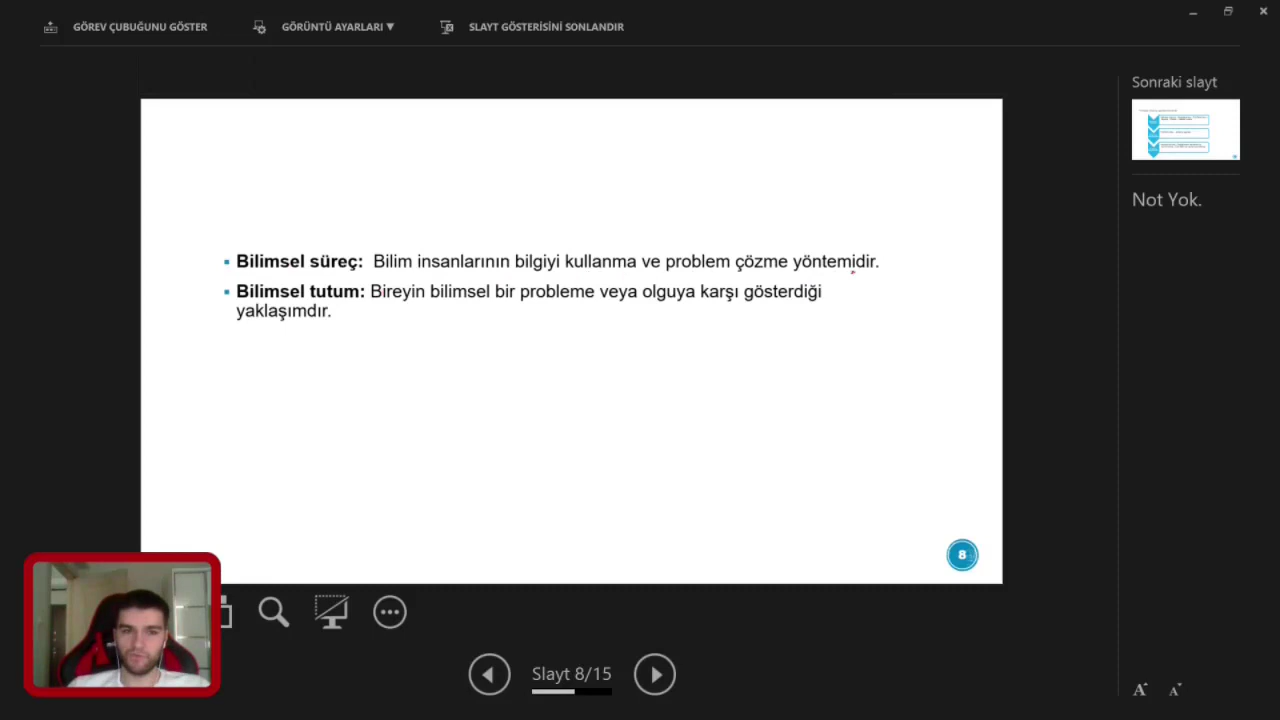 GÖREV ÇUBUĞUNU GÖSTER
GÖRÜNTÜ AYARLARI ▼
SLAYT GÖSTERİSİNİ SONLANDIR
Sonraki slayt
Not Yok.
▪ Bilimsel süreç: Bilim insanlarının bilgiyi kullanma ve problem çözme yöntemidir.
▪ Bilimsel tutum: Bireyin bilimsel bir probleme veya olguya karşı gösterdiği
yaklaşımdır.
8
Slayt 8/15
A A